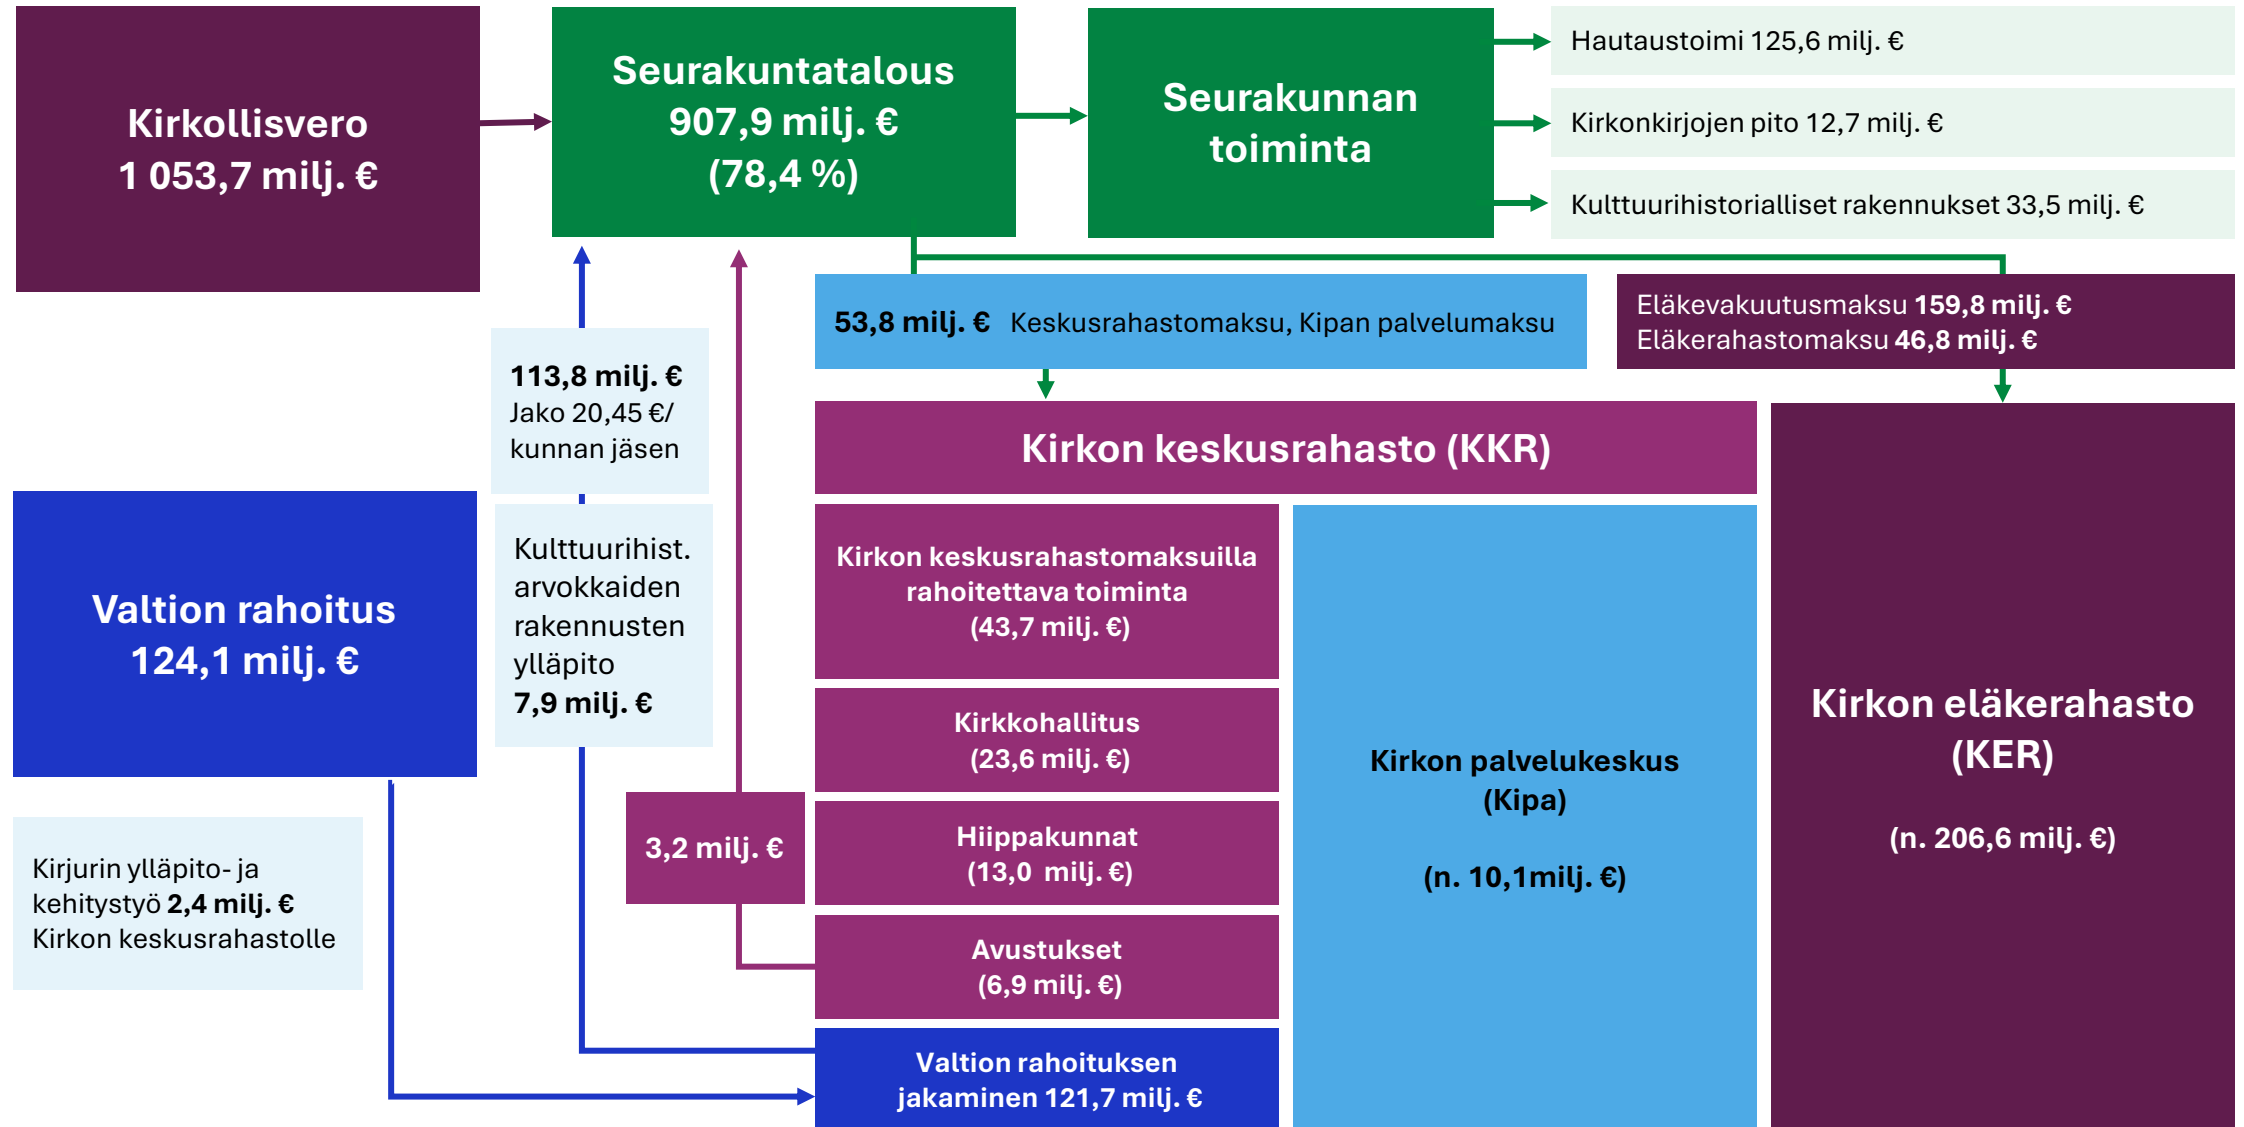 Kirkollisvero
1 053,7 milj. €
Seurakuntatalous
907,9 milj. €
(78,4 %)
Seurakunnan
toiminta
Hautaustoimi 125,6 milj. €
Kirkonkirjojen pito 12,7 milj. €
Kulttuurihistorialliset rakennukset 33,5 milj. €
53,8 milj. € Keskusrahastomaksu, Kipan palvelumaksu
Eläkevakuutusmaksu 159,8 milj. €
Eläkerahastomaksu 46,8 milj. €
113,8 milj. €
Jako 20,45 €/
kunnan jäsen
Kirkon keskusrahasto (KKR)
Valtion rahoitus
124,1 milj. €
Kulttuurihist.
arvokkaiden
rakennusten
ylläpito
7,9 milj. €
Kirkon keskusrahastomaksuilla
rahoitettava toiminta
(43,7 milj. €)
Kirkkohallitus
(23,6 milj. €)
Hiippakunnat
(13,0 milj. €)
Avustukset
(6,9 milj. €)
Valtion rahoituksen
jakaminen 121,7 milj. €
3,2 milj. €
Kirjurin ylläpito- ja
kehitystyö 2,4 milj. €
Kirkon keskusrahastolle
Kirkon palvelukeskus
(Kipa)
(n. 10,1milj. €)
Kirkon eläkerahasto
(KER)
(n. 206,6 milj. €)